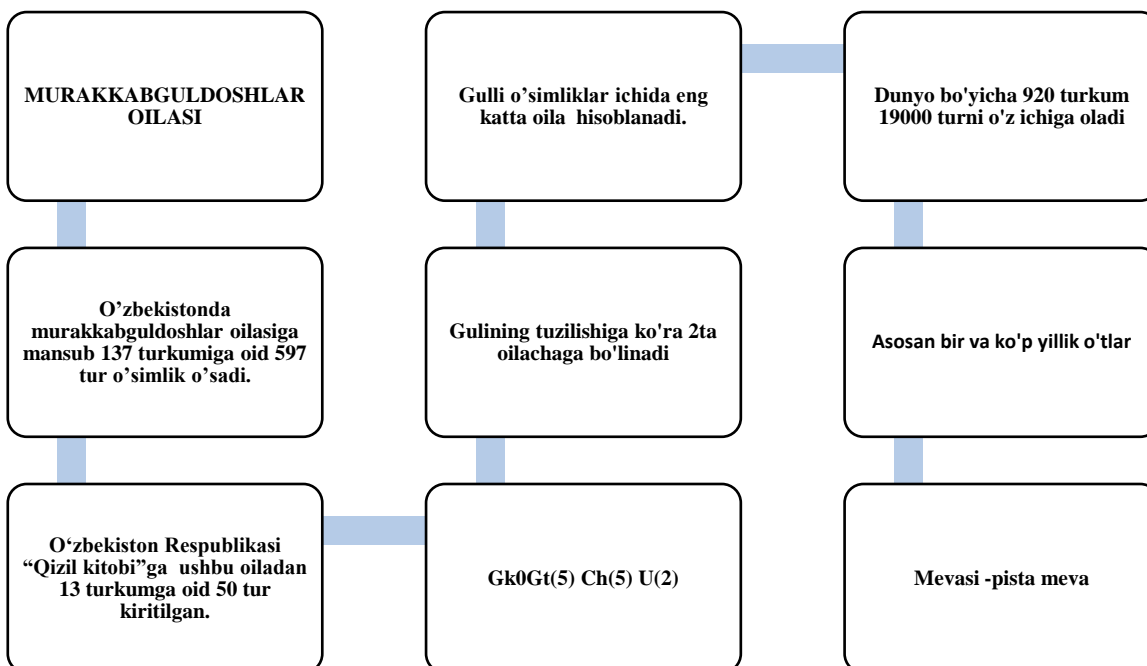 MURAKKABGULDOSHLAR
OILASI
O’zbekistonda
murakkabguldoshlar oilasiga
mansub 137 turkumiga oid 597
tur o’simlik o’sadi.
O‘zbekiston Respublikasi
“Qizil kitobi”ga ushbu oiladan
13 turkumga oid 50 tur
kiritilgan.
Gk0Gt(5) Ch(5) U(2)
Gulining tuzilishiga ko'ra 2ta
oilachaga bo'linadi
Gulli o’simliklar ichida eng
katta oila hisoblanadi.
Dunyo bo'yicha 920 turkum
19000 turni o'z ichiga oladi
Asosan bir va ko'p yillik o'tlar
Mevasi -pista meva